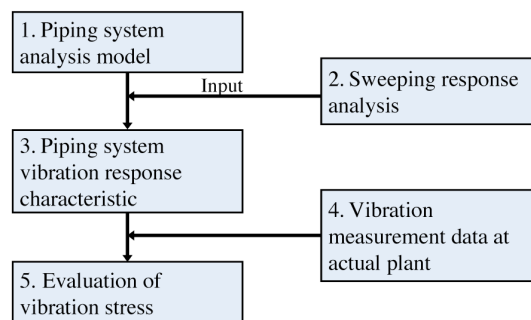 1. Piping system
analysis model
Input
2. Sweeping response
analysis
3. Piping system
vibration response
characteristic
4. Vibration
measurement data at
actual plant
5. Evaluation of
vibration stress